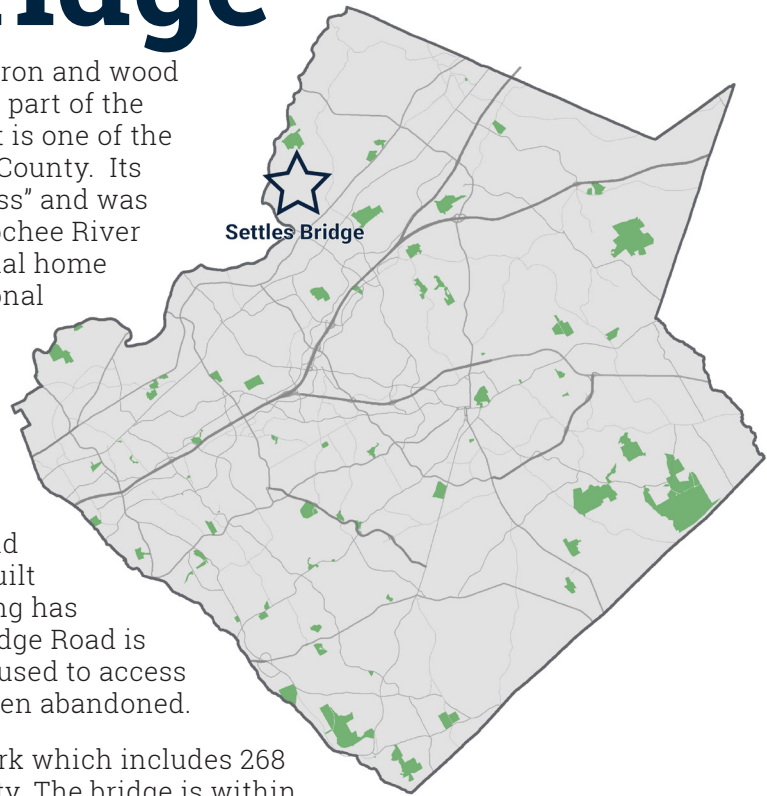 ridge
ron and wood
part of the
t is one of the
County. Its
ss” and was
ochee River
al home
onal
Settles Bridge
d
uilt
ng has
dge Road is
used to access
en abandoned.
rk which includes 268
ty. The bridge is within